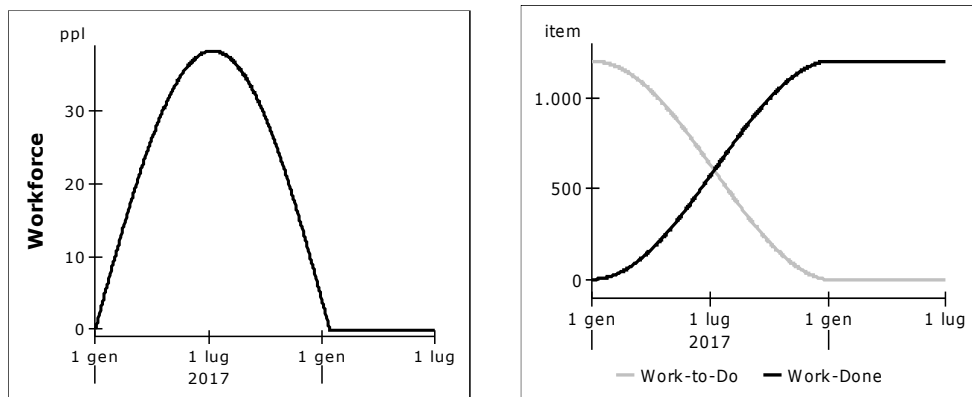 ppl
30
20
10
0
Workforce
1 gen
1 lug
1 gen
1 lug
2017
item
1.000
500
0
1 gen
1 lug
1 gen
1 lug
2017
Work-to-Do
Work-Done